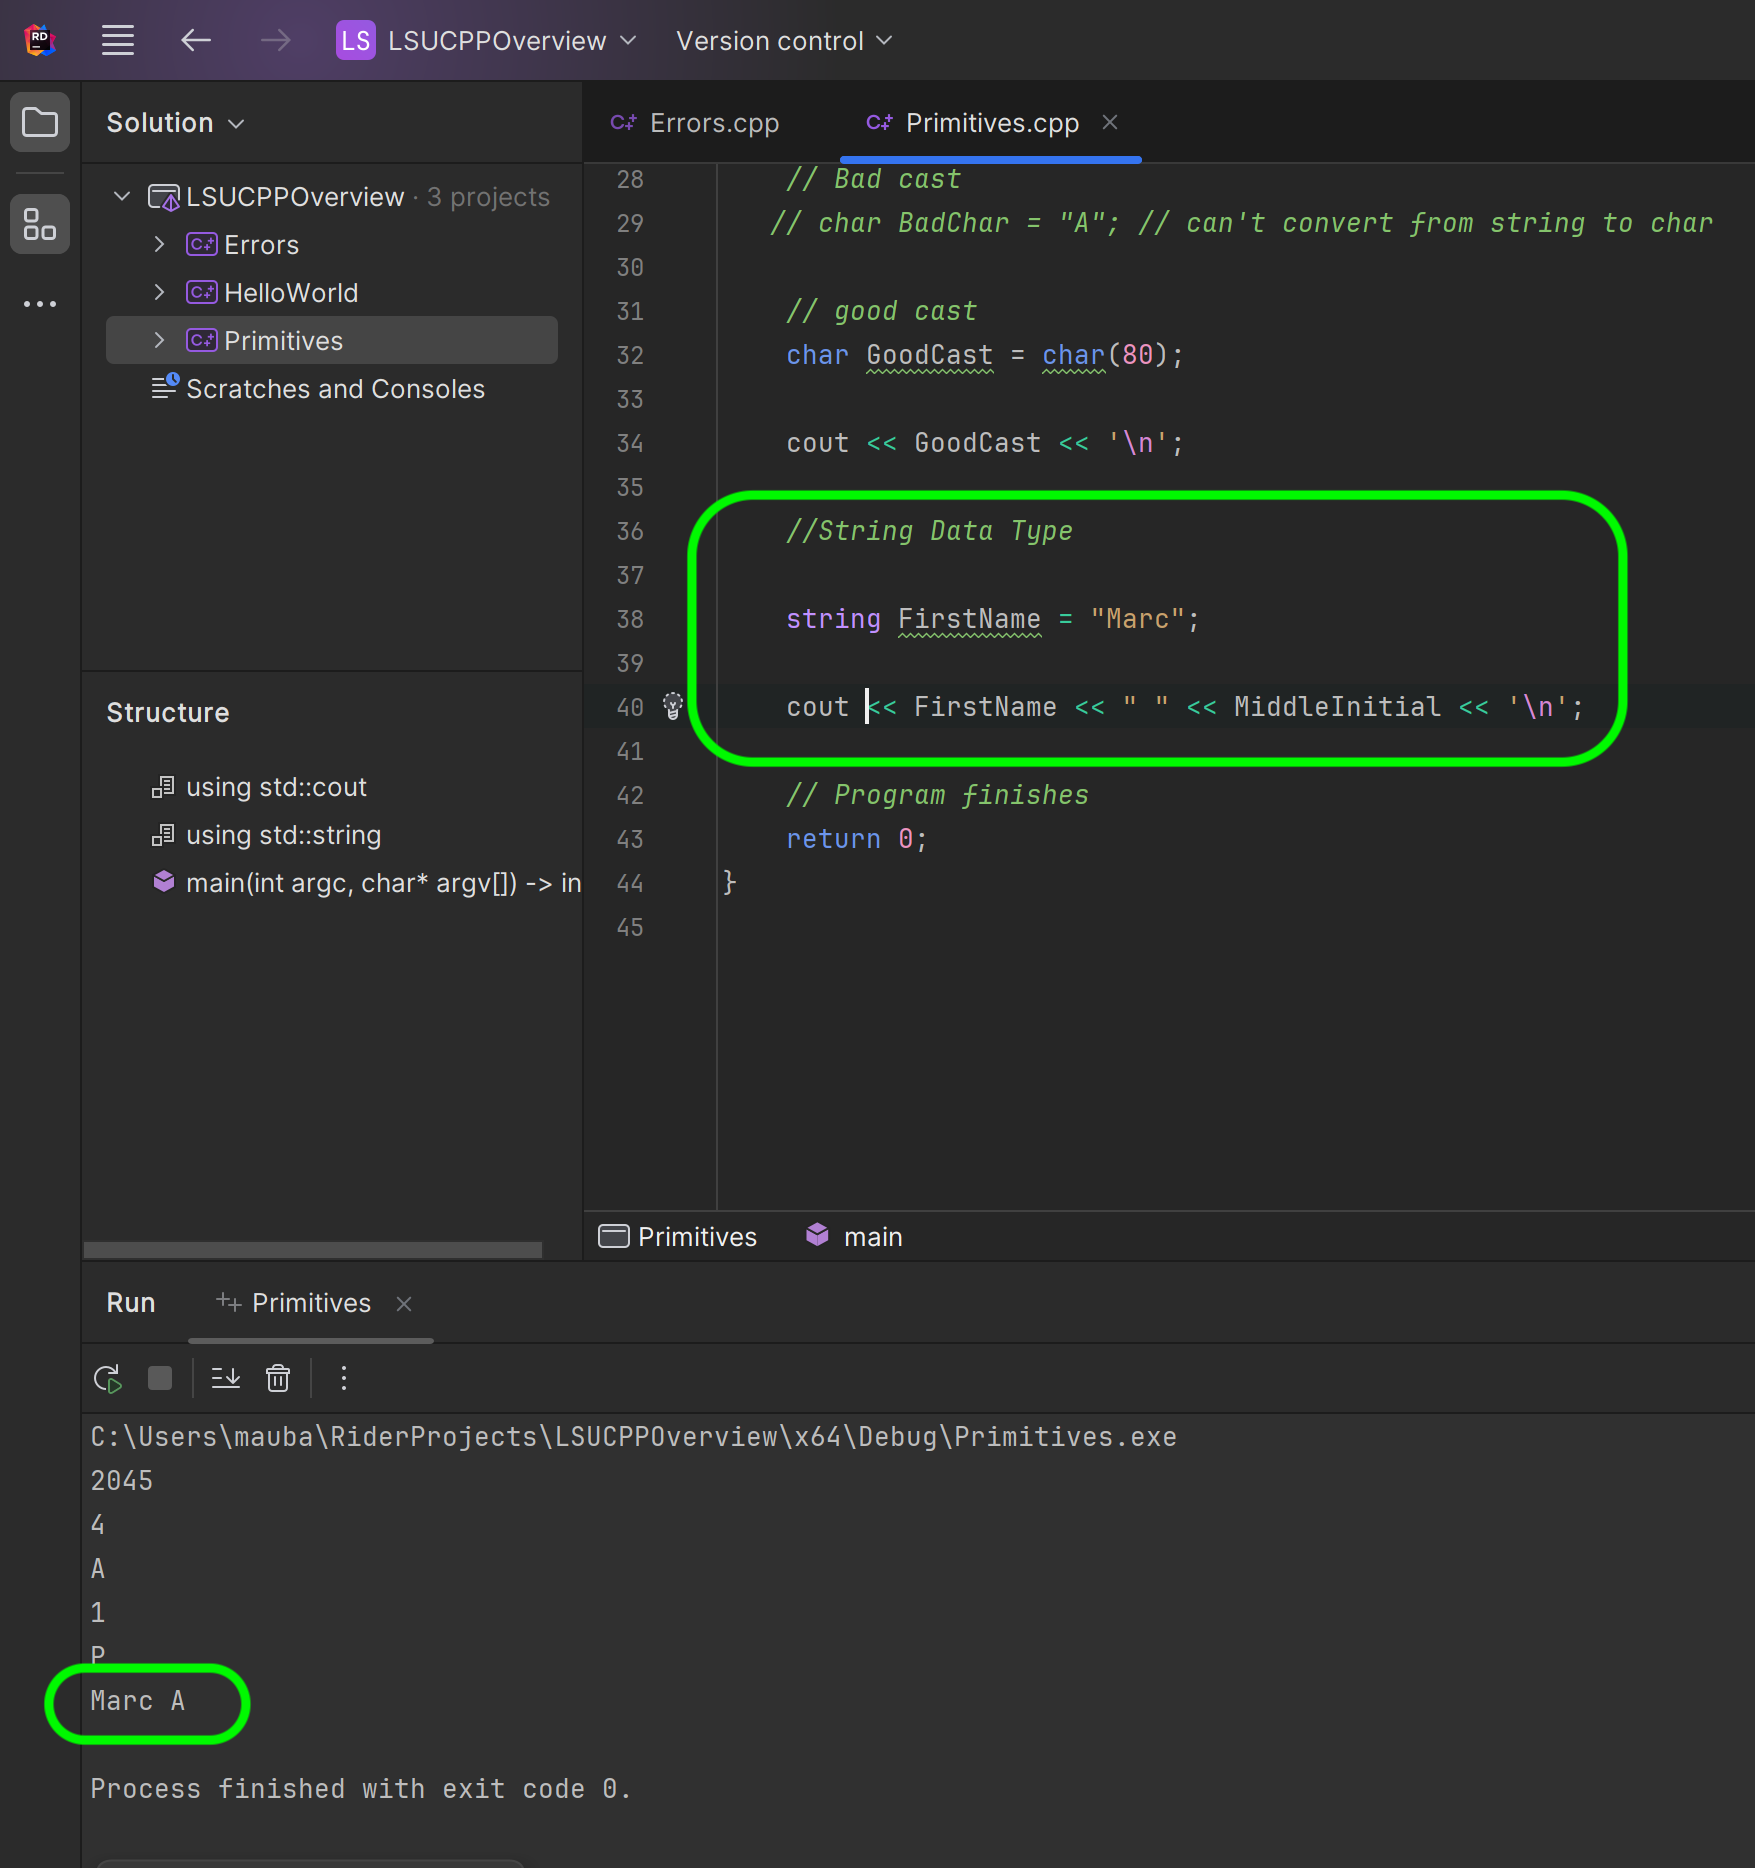 RD
LS LSUCPPOverview Version control
Solution
LSUCPPOverview · 3 projects
C++ Errors
C++ HelloWorld
C++ Primitives
Scratches and Consoles
Structure
using std::cout
using std::string
main(int argc, char* argv[]) -> in
C++ Errors.cpp C++ Primitives.cpp
28 // Bad cast
29 // char BadChar = "A"; // can't convert from string to char
30
31 // good cast
32 char GoodCast = char(80);
33
34 cout << GoodCast << '\n';
35
36 //String Data Type
37
38 string FirstName = "Marc";
39
40 cout << FirstName << " " << MiddleInitial << '\n';
41
42 // Program finishes
43 return 0;
44 }
45
Primitives main
Run Primitives
C:\Users\mauba\RiderProjects\LSUCPPOverview\x64\Debug\Primitives.exe
2045
4
A
1
P
Marc A
Process finished with exit code 0.